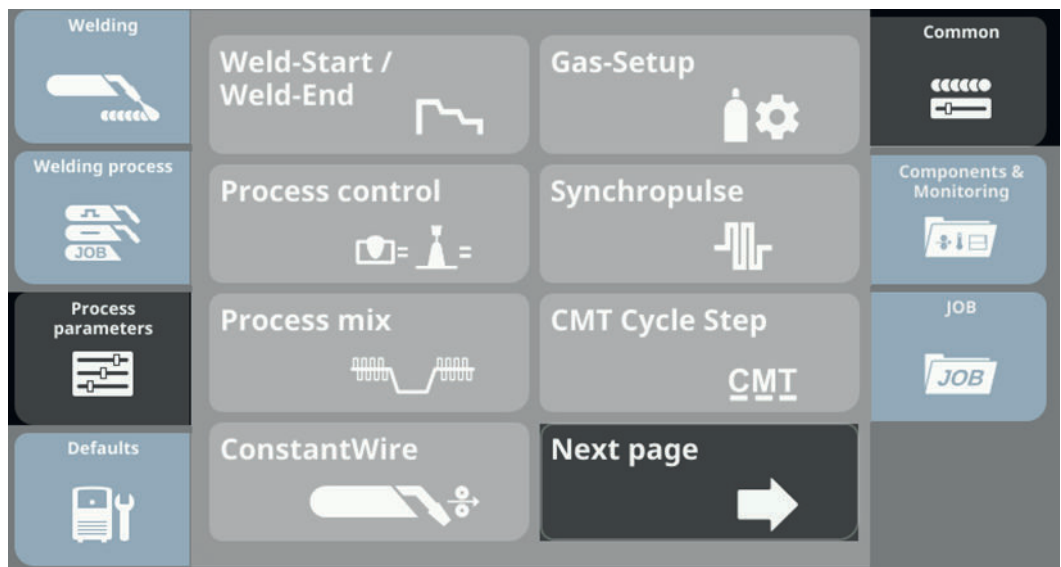 Welding
Welding process
JOB
Process
parameters
Defaults
Weld-Start /
Weld-End
Gas-Setup
Process control
Synchropulse
Process mix
CMT Cycle Step
CMT
ConstantWire
Next page
Common
Components &
Monitoring
JOB
JOB